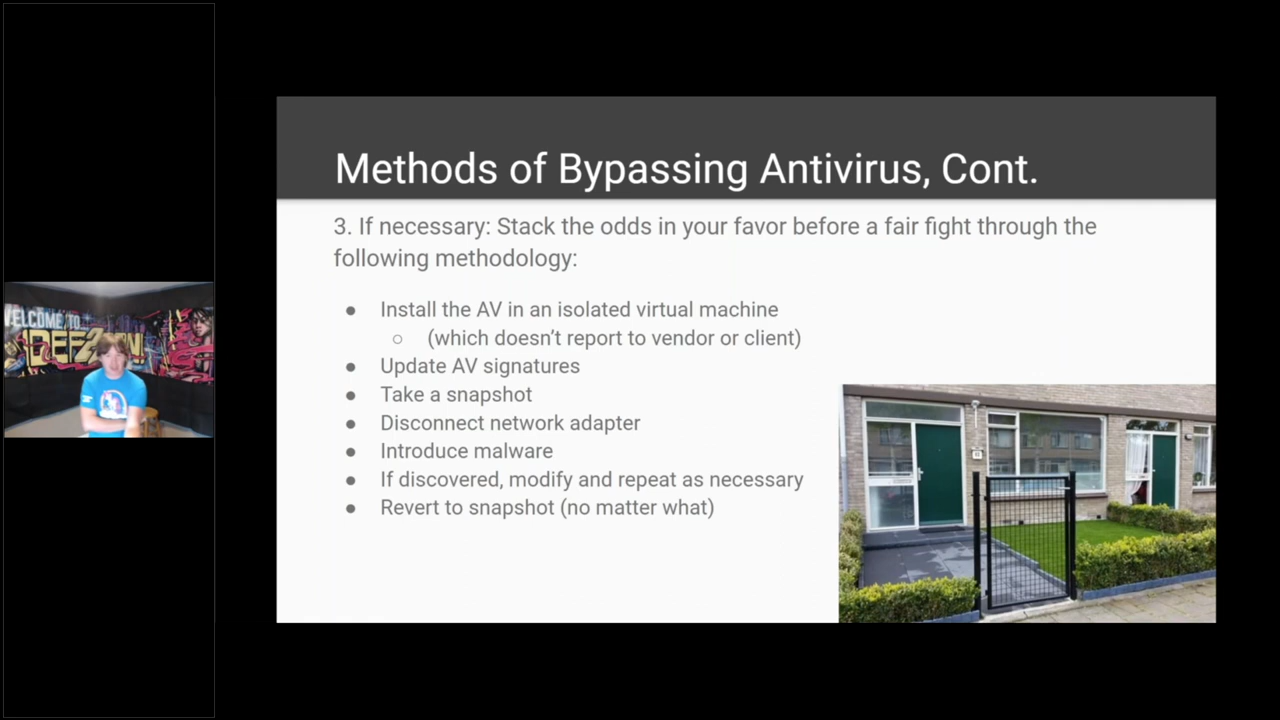 Methods of Bypassing Antivirus, Cont.
3. If necessary: Stack the odds in your favor before a fair fight through the
following methodology:
● Install the AV in an isolated virtual machine
○ (which doesn’t report to vendor or client)
● Update AV signatures
● Take a snapshot
● Disconnect network adapter
● Introduce malware
● If discovered, modify and repeat as necessary
● Revert to snapshot (no matter what)
WELCOME TO